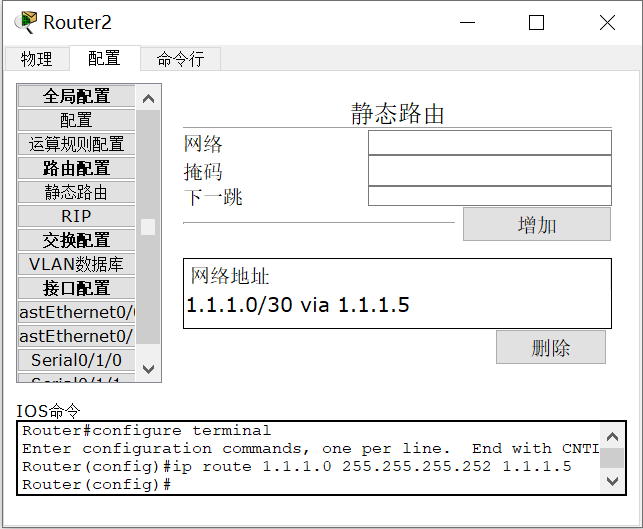 Router2
物理 配置 命令行
全局配置
配置
运算规则配置
路由配置
静态路由
RIP
交换配置
VLAN数据库
接口配置
astEthernet0/0
astEthernet0/
Serial0/1/0
Serial0/1/1
静态路由
网络
掩码
下一跳
增加
网络地址
1.1.1.0/30 via 1.1.1.5
删除
IOS命令
Router#configure terminal
Enter configuration commands, one per line.  End with CNTL
Router(config)#ip route 1.1.1.0 255.255.255.252 1.1.1.5
Router(config)#